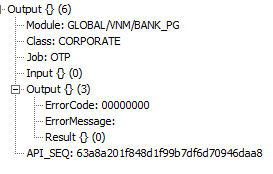 Output {} (6)
Module: GLOBAL/VNM/BANK_PG
Class: CORPORATE
Job: OTP
Input {} (0)
Output {} (3)
ErrorCode: 00000000
ErrorMessage:
Result {} (0)
API_SEQ: 63a8a201f848d1f99b7df6d70946daa8